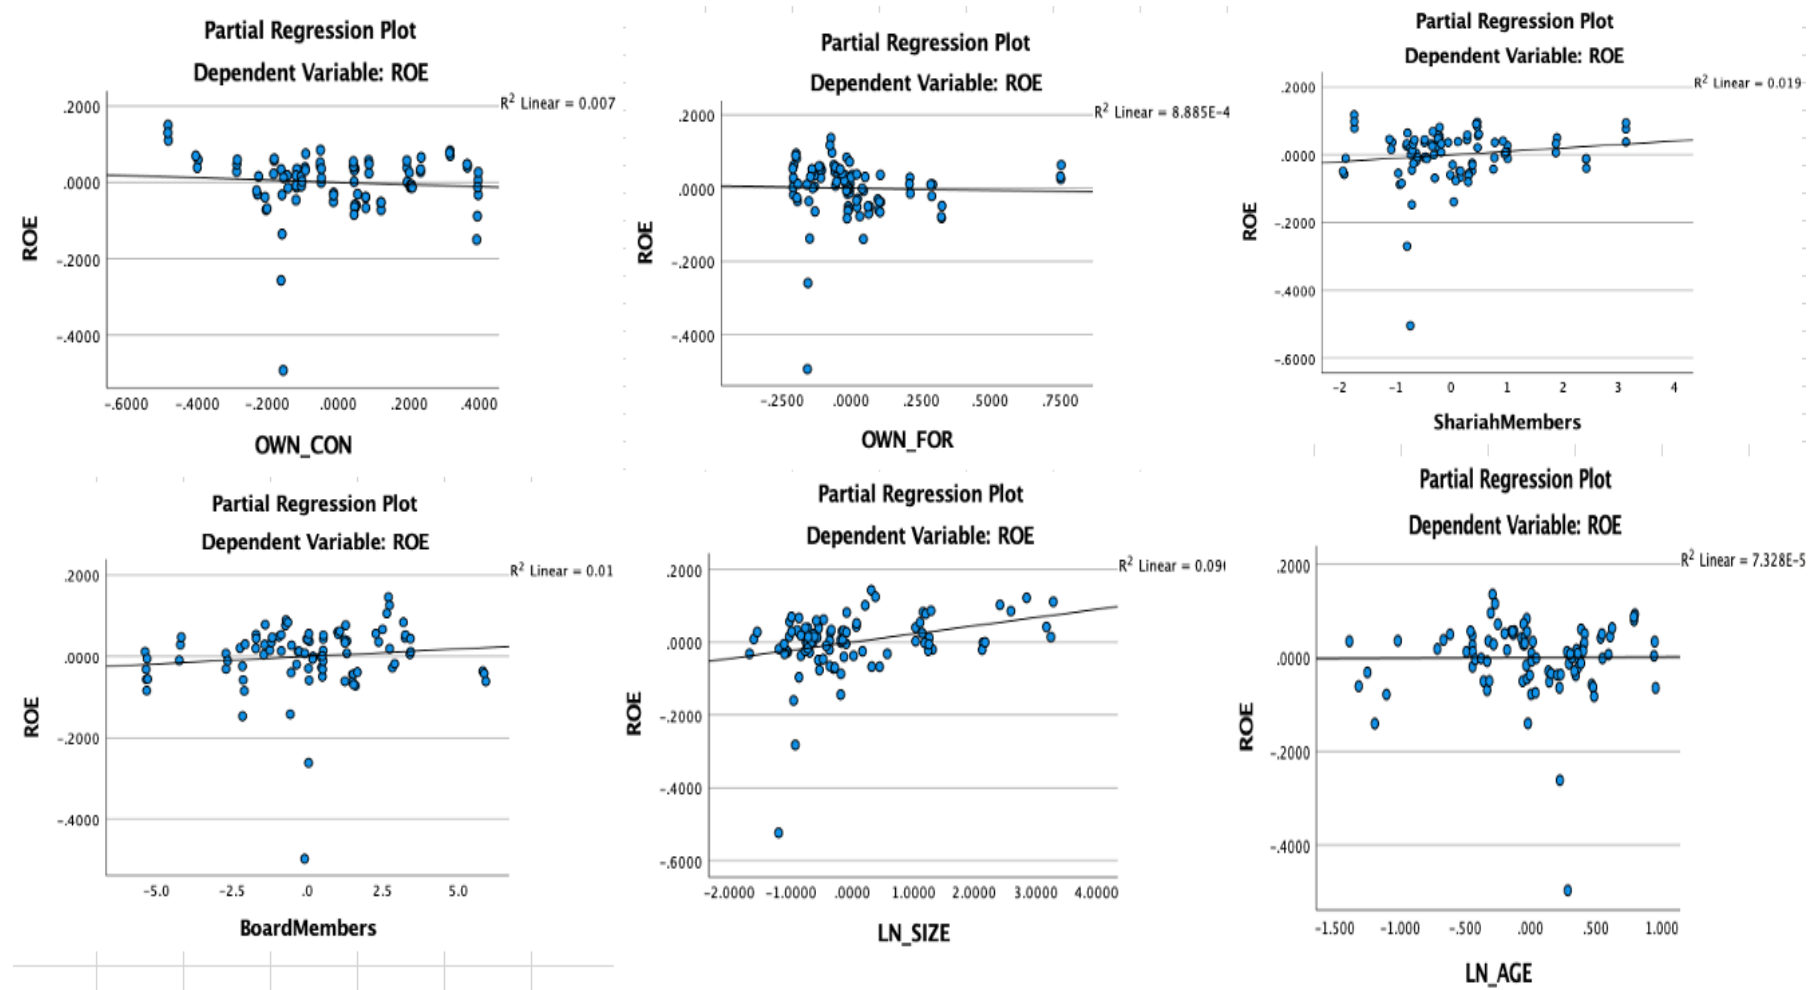 Partial Regression Plot
Dependent Variable: ROE
R² Linear = 0.007
.2000
.0000
-.2000
-.4000
ROE
-.6000 -.4000 -.2000 .0000 .2000 .4000
OWN_CON
Partial Regression Plot
Dependent Variable: ROE
R² Linear = 8.885E-4
.2000
.0000
-.2000
-.4000
ROE
-.2500 .0000 .2500 .5000 .7500
OWN_FOR
Partial Regression Plot
Dependent Variable: ROE
R² Linear = 0.019
.2000
.0000
-.2000
-.4000
-.6000
ROE
-2 -1 0 1 2 3 4
ShariahMembers
Partial Regression Plot
Dependent Variable: ROE
R² Linear = 0.01
.2000
.0000
-.2000
-.4000
ROE
-5.0 -2.5 .0 2.5 5.0
BoardMembers
Partial Regression Plot
Dependent Variable: ROE
R² Linear = 0.09
.2000
.0000
-.2000
-.4000
-.6000
ROE
-2.0000 -1.0000 .0000 1.0000 2.0000 3.0000 4.0000
LN_SIZE
Partial Regression Plot
Dependent Variable: ROE
R² Linear = 7.328E-5
.2000
.0000
-.2000
-.4000
ROE
-1.500 -1.000 -.500 .000 .500 1.000
LN_AGE